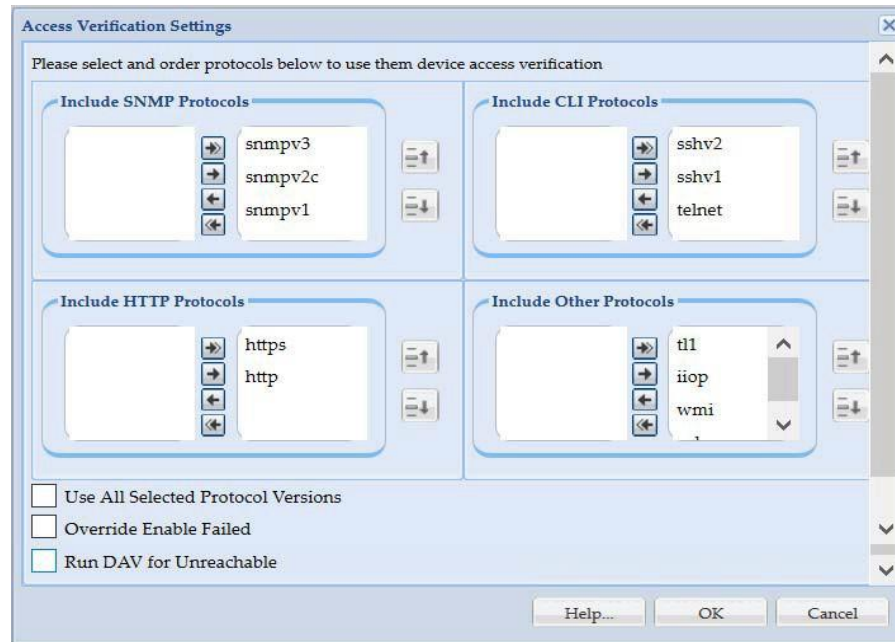 Access Verification Settings
Please select and order protocols below to use them device access verification
Include SNMP Protocols
snmpv3
snmpv2c
snmpv1
Include CLI Protocols
sshv2
sshv1
telnet
Include HTTP Protocols
https
http
Include Other Protocols
tl1
iiop
wmi
Use All Selected Protocol Versions
Override Enable Failed
Run DAV for Unreachable
Help... OK Cancel